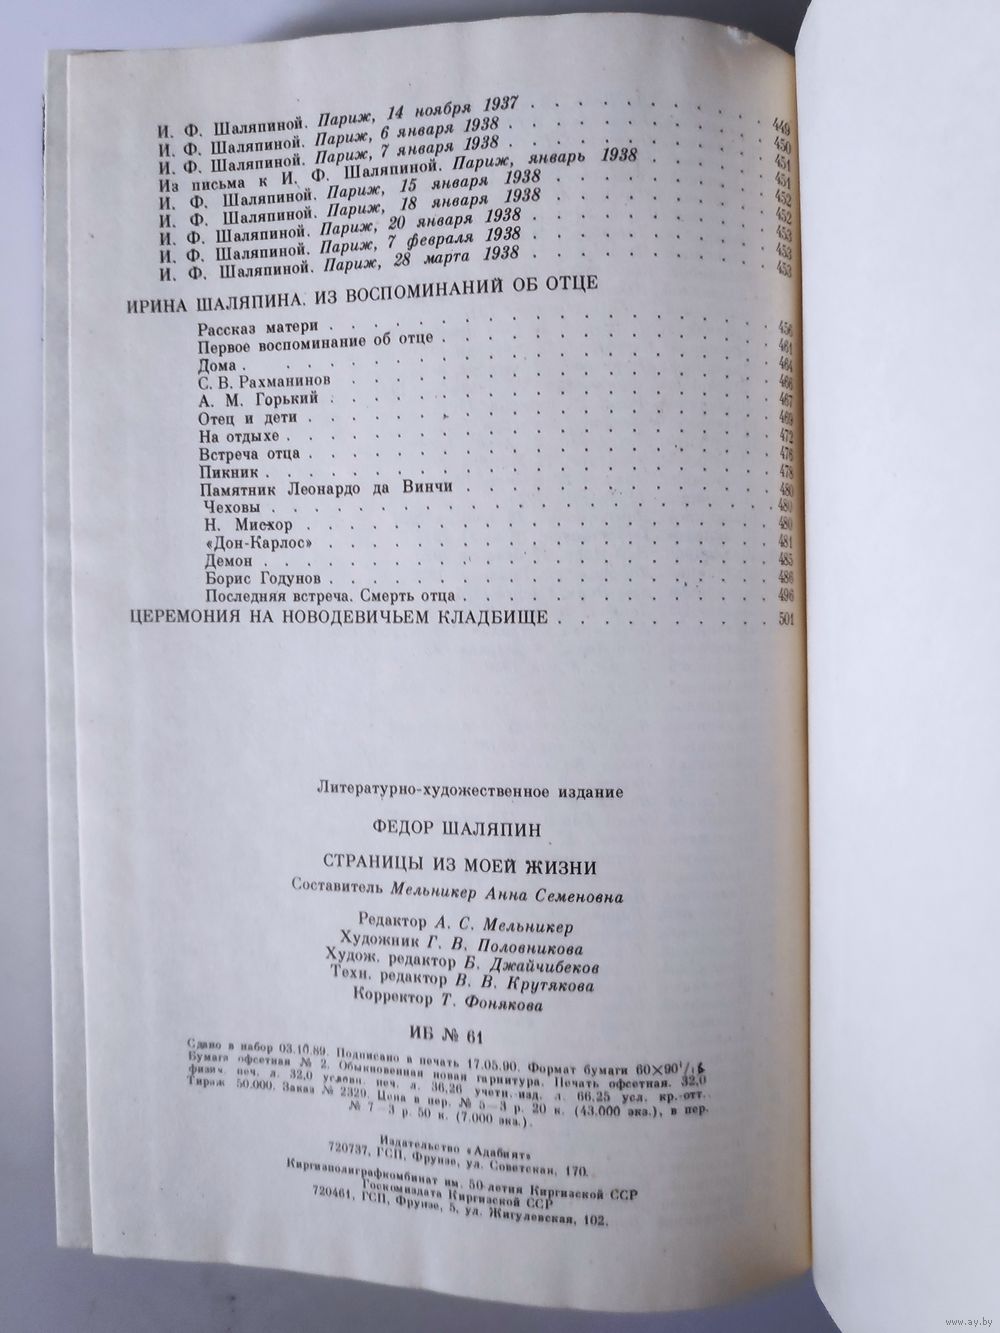 И. Ф. Шаляпиной. Париж, 14 ноября 1937 . . . . . . . . . 449
И. Ф. Шаляпиной. Париж, 6 января 1938 . . . . . . . . . 450
И. Ф. Шаляпиной. Париж, 7 января 1938 . . . . . . . . . 451
Из письма к И. Ф. Шаляпиной. Париж, январь 1938 . . . . 451
И. Ф. Шаляпиной. Париж, 15 января 1938 . . . . . . . . . 452
И. Ф. Шаляпиной. Париж, 18 января 1938 . . . . . . . . . 452
И. Ф. Шаляпиной. Париж, 20 января 1938 . . . . . . . . . 453
И. Ф. Шаляпиной. Париж, 7 февраля 1938 . . . . . . . . . 453
И. Ф. Шаляпиной. Париж, 28 марта 1938 . . . . . . . . . 453
ИРИНА ШАЛЯПИНА. ИЗ ВОСПОМИНАНИЙ ОБ ОТЦЕ
Рассказ матери . . . . . . . . . 456
Первое воспоминание об отце . . . . . . . . . 461
Дома . . . . . . . . . 464
С. В. Рахманинов . . . . . . . . . 466
А. М. Горький . . . . . . . . . 467
Отец и дети . . . . . . . . . 469
На отдыхе . . . . . . . . . 472
Встреча отца . . . . . . . . . 476
Пикник . . . . . . . . . 478
Памятник Леонардо да Винчи . . . . . . . . . 480
Чеховы . . . . . . . . . 480
Н. Мисхор . . . . . . . . . 480
«Дон-Карлос» . . . . . . . . . 481
Демон . . . . . . . . . 485
Борис Годунов . . . . . . . . . 486
Последняя встреча. Смерть отца . . . . . . . . . 496
ЦЕРЕМОНИЯ НА НОВОДЕВИЧЬЕМ КЛАДБИЩЕ . . . . . . . . . 501
Литературно-художественное издание
ФЕДОР ШАЛЯПИН
СТРАНИЦЫ ИЗ МОЕЙ ЖИЗНИ
Составитель Мельникер Анна Семеновна
Редактор А. С. Мельникер
Художник Г. В. Половникова
Худож. редактор Б. Джайчибеков
Техн. редактор В. В. Крутякова
Корректор Т. Фонякова
ИБ № 61
Сдано в набор 03.10.89. Подписано в печать 17.05.90. Формат бумаги 60×90¹/₁₆
Бумага офсетная № 2. Обыкновенная новая гарнитура. Печать офсетная. 32,0
физич. печ. л. 32,0 условн. печ. л. 36,26 учетн. изд. л. 66,25 усл. кр.-отт.
Тираж 50.000. Заказ № 2329. Цена в пер. № 5—3 р. 20 к. (43.000 экз.), в пер.
№ 7—3 р. 50 к. (7.000 экз.).
Издательство «Адабият»
720737, ГСП, Фрунзе, ул. Советская, 170.
Киргизполиграфкомбинат им. 50-летия Киргизской ССР
Госкомиздата Киргизской ССР
720461, ГСП, Фрунзе, 5, ул. Жигулевская, 102.
www.ay.by